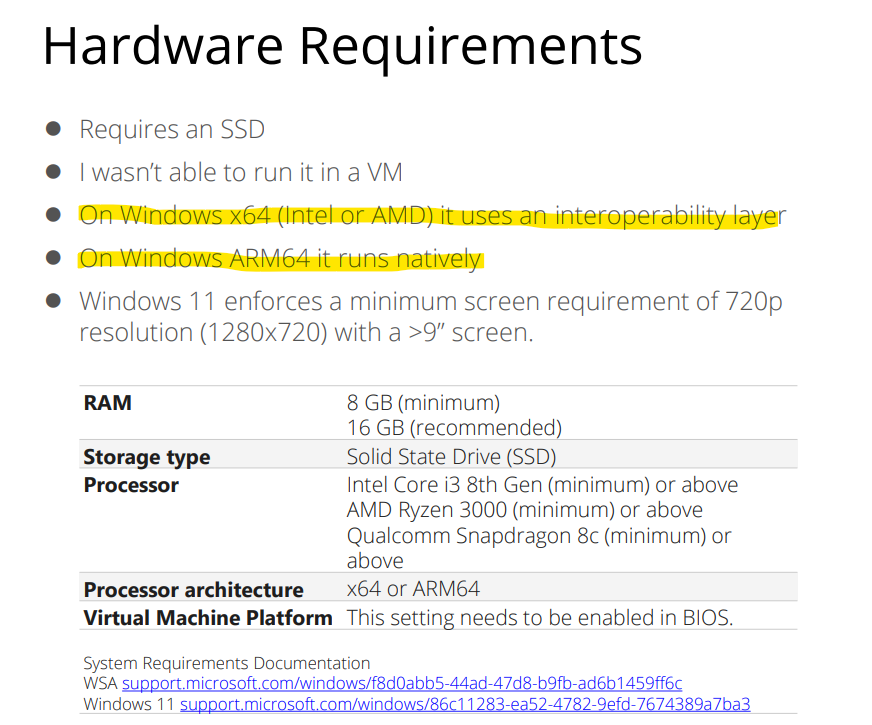 Hardware Requirements
● Requires an SSD
● I wasn’t able to run it in a VM
● On Windows x64 (Intel or AMD) it uses an interoperability layer
● On Windows ARM64 it runs natively
● Windows 11 enforces a minimum screen requirement of 720p
resolution (1280x720) with a >9” screen.
RAM 8 GB (minimum)
16 GB (recommended)
Storage type Solid State Drive (SSD)
Processor Intel Core i3 8th Gen (minimum) or above
AMD Ryzen 3000 (minimum) or above
Qualcomm Snapdragon 8c (minimum) or
above
Processor architecture x64 or ARM64
Virtual Machine Platform This setting needs to be enabled in BIOS.
System Requirements Documentation
WSA support.microsoft.com/windows/f8d0abb5-44ad-47d8-b9fb-ad6b1459ff6c
Windows 11 support.microsoft.com/windows/86c11283-ea52-4782-9efd-7674389a7ba3